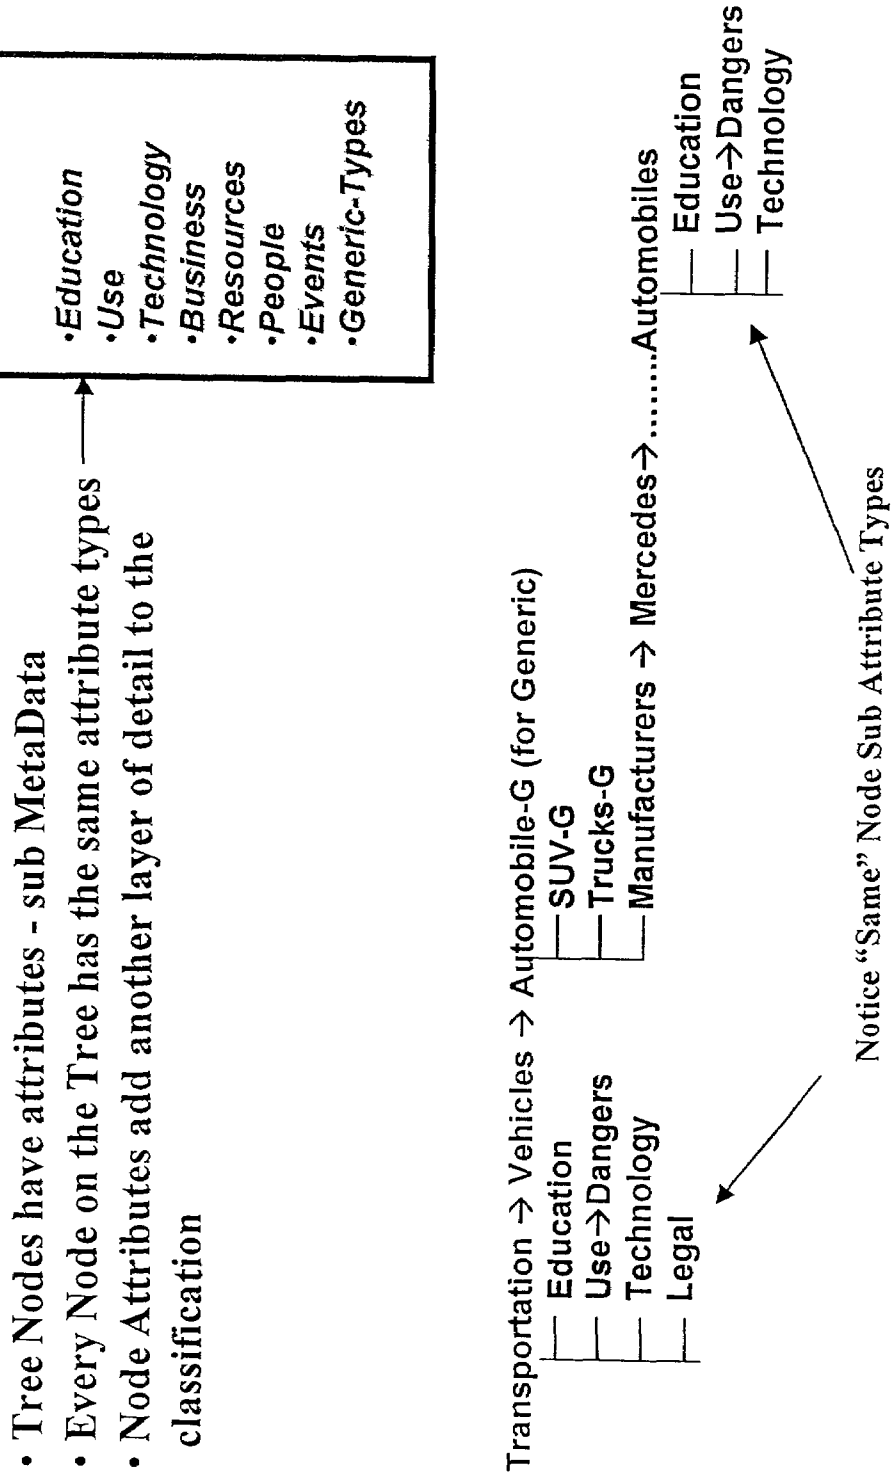 • Tree Nodes have attributes - sub MetaData
• Every Node on the Tree has the same attribute types
• Node Attributes add another layer of detail to the
classification
•Education
•Use
•Technology
•Business
•Resources
•People
•Events
•Generic-Types
Transportation → Vehicles → Automobile-G (for Generic)
Education
Use→Dangers
Technology
Legal
SUV-G
Trucks-G
Manufacturers → Mercedes→.........Automobiles
Education
Use→Dangers
Technology
Notice “Same” Node Sub Attribute Types